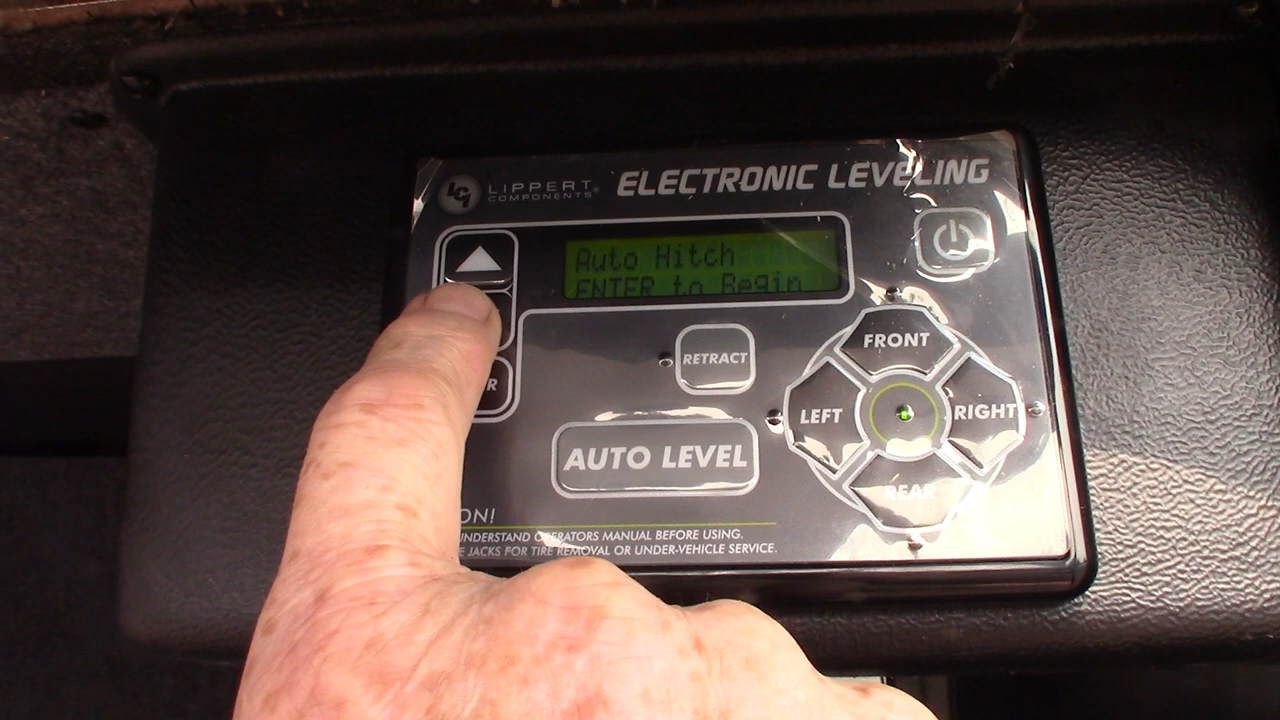 LCI LIPPERT®
COMPONENTS
ELECTRONIC LEVELING
Auto Hitch
ENTER to Begin
FRONT
RETRACT
R
LEFT
RIGHT
AUTO LEVEL
REAR
ON!
UNDERSTAND OPERATORS MANUAL BEFORE USING.
E JACKS FOR TIRE REMOVAL OR UNDER-VEHICLE SERVICE.